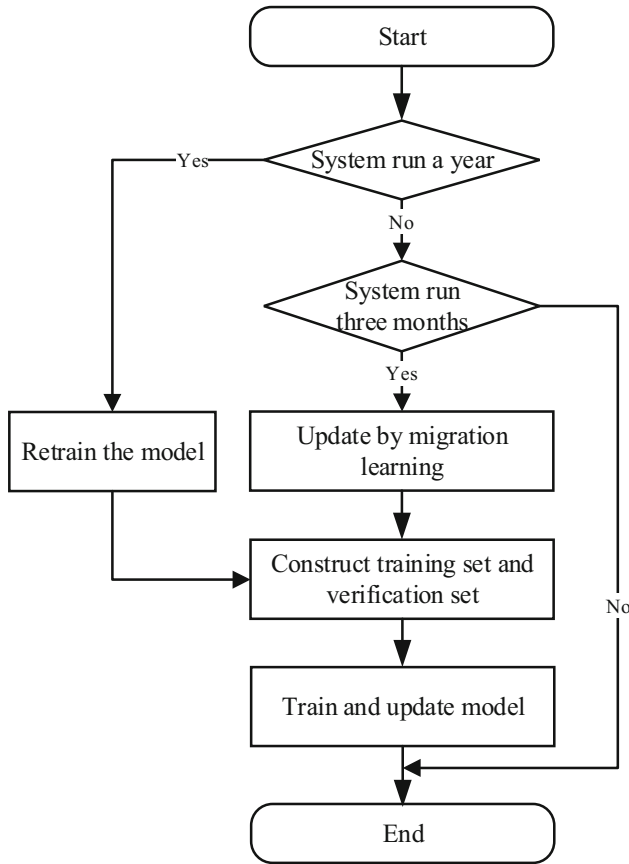 Start
System run a year
Yes
No
System run
three months
Yes
Retrain the model
Update by migration
learning
Construct training set and
verification set
No
Train and update model
End